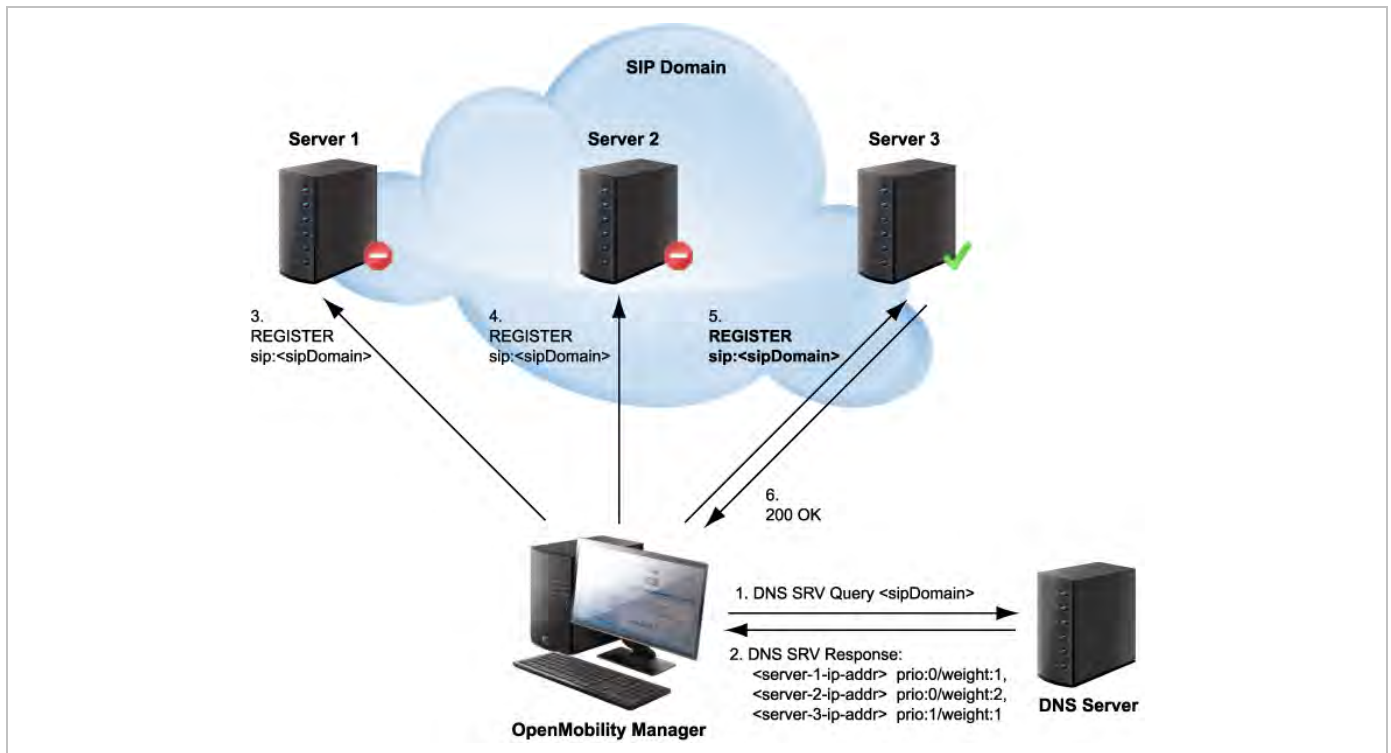 SIP Domain
Server 1
Server 2
Server 3
3.
REGISTER
sip:<sipDomain>
4.
REGISTER
sip:<sipDomain>
5.
REGISTER
sip:<sipDomain>
6.
200 OK
1. DNS SRV Query <sipDomain>
2. DNS SRV Response:
<server-1-ip-addr> prio:0/weight:1,
<server-2-ip-addr> prio:0/weight:2,
<server-3-ip-addr> prio:1/weight:1
DNS Server
OpenMobility Manager